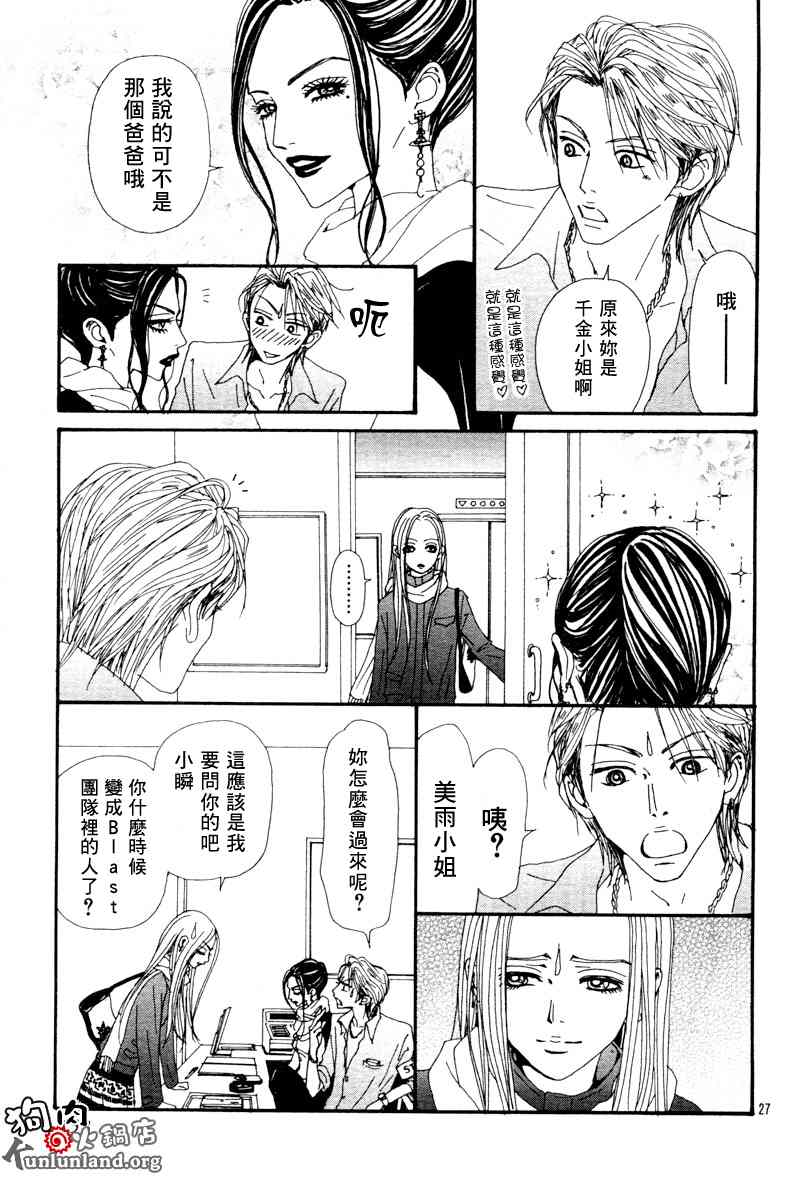 哦——
原來妳是
千金小姐啊
就是這種感覺♡
就是這種感覺♡
我說的可不是
那個爸爸哦
呃
………
咦?
美雨小姐
妳怎麼會過來呢?
這應該是我
要問你的吧
小瞬
你什麼時候
變成Blast
團隊裡的人了?
27
狗肉
火鍋店
Kunlunland.org